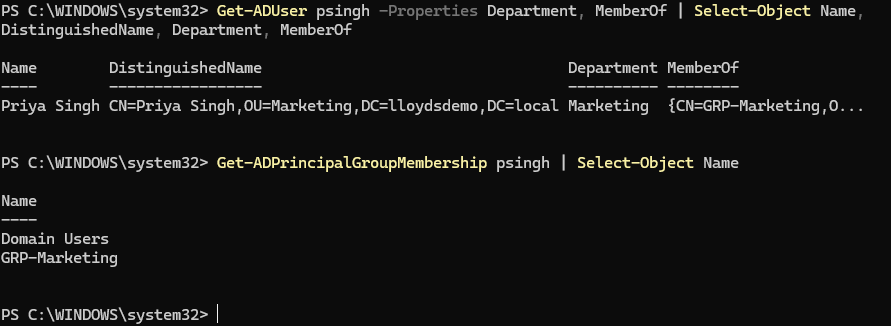 PS C:\WINDOWS\system32> Get-ADUser psingh -Properties Department, MemberOf | Select-Object Name,
DistinguishedName, Department, MemberOf
Name        DistinguishedName                                  Department MemberOf
----        -----------------                                  ---------- --------
Priya Singh CN=Priya Singh,OU=Marketing,DC=lloydsdemo,DC=local Marketing  {CN=GRP-Marketing,O...
PS C:\WINDOWS\system32> Get-ADPrincipalGroupMembership psingh | Select-Object Name
Name
----
Domain Users
GRP-Marketing
PS C:\WINDOWS\system32>